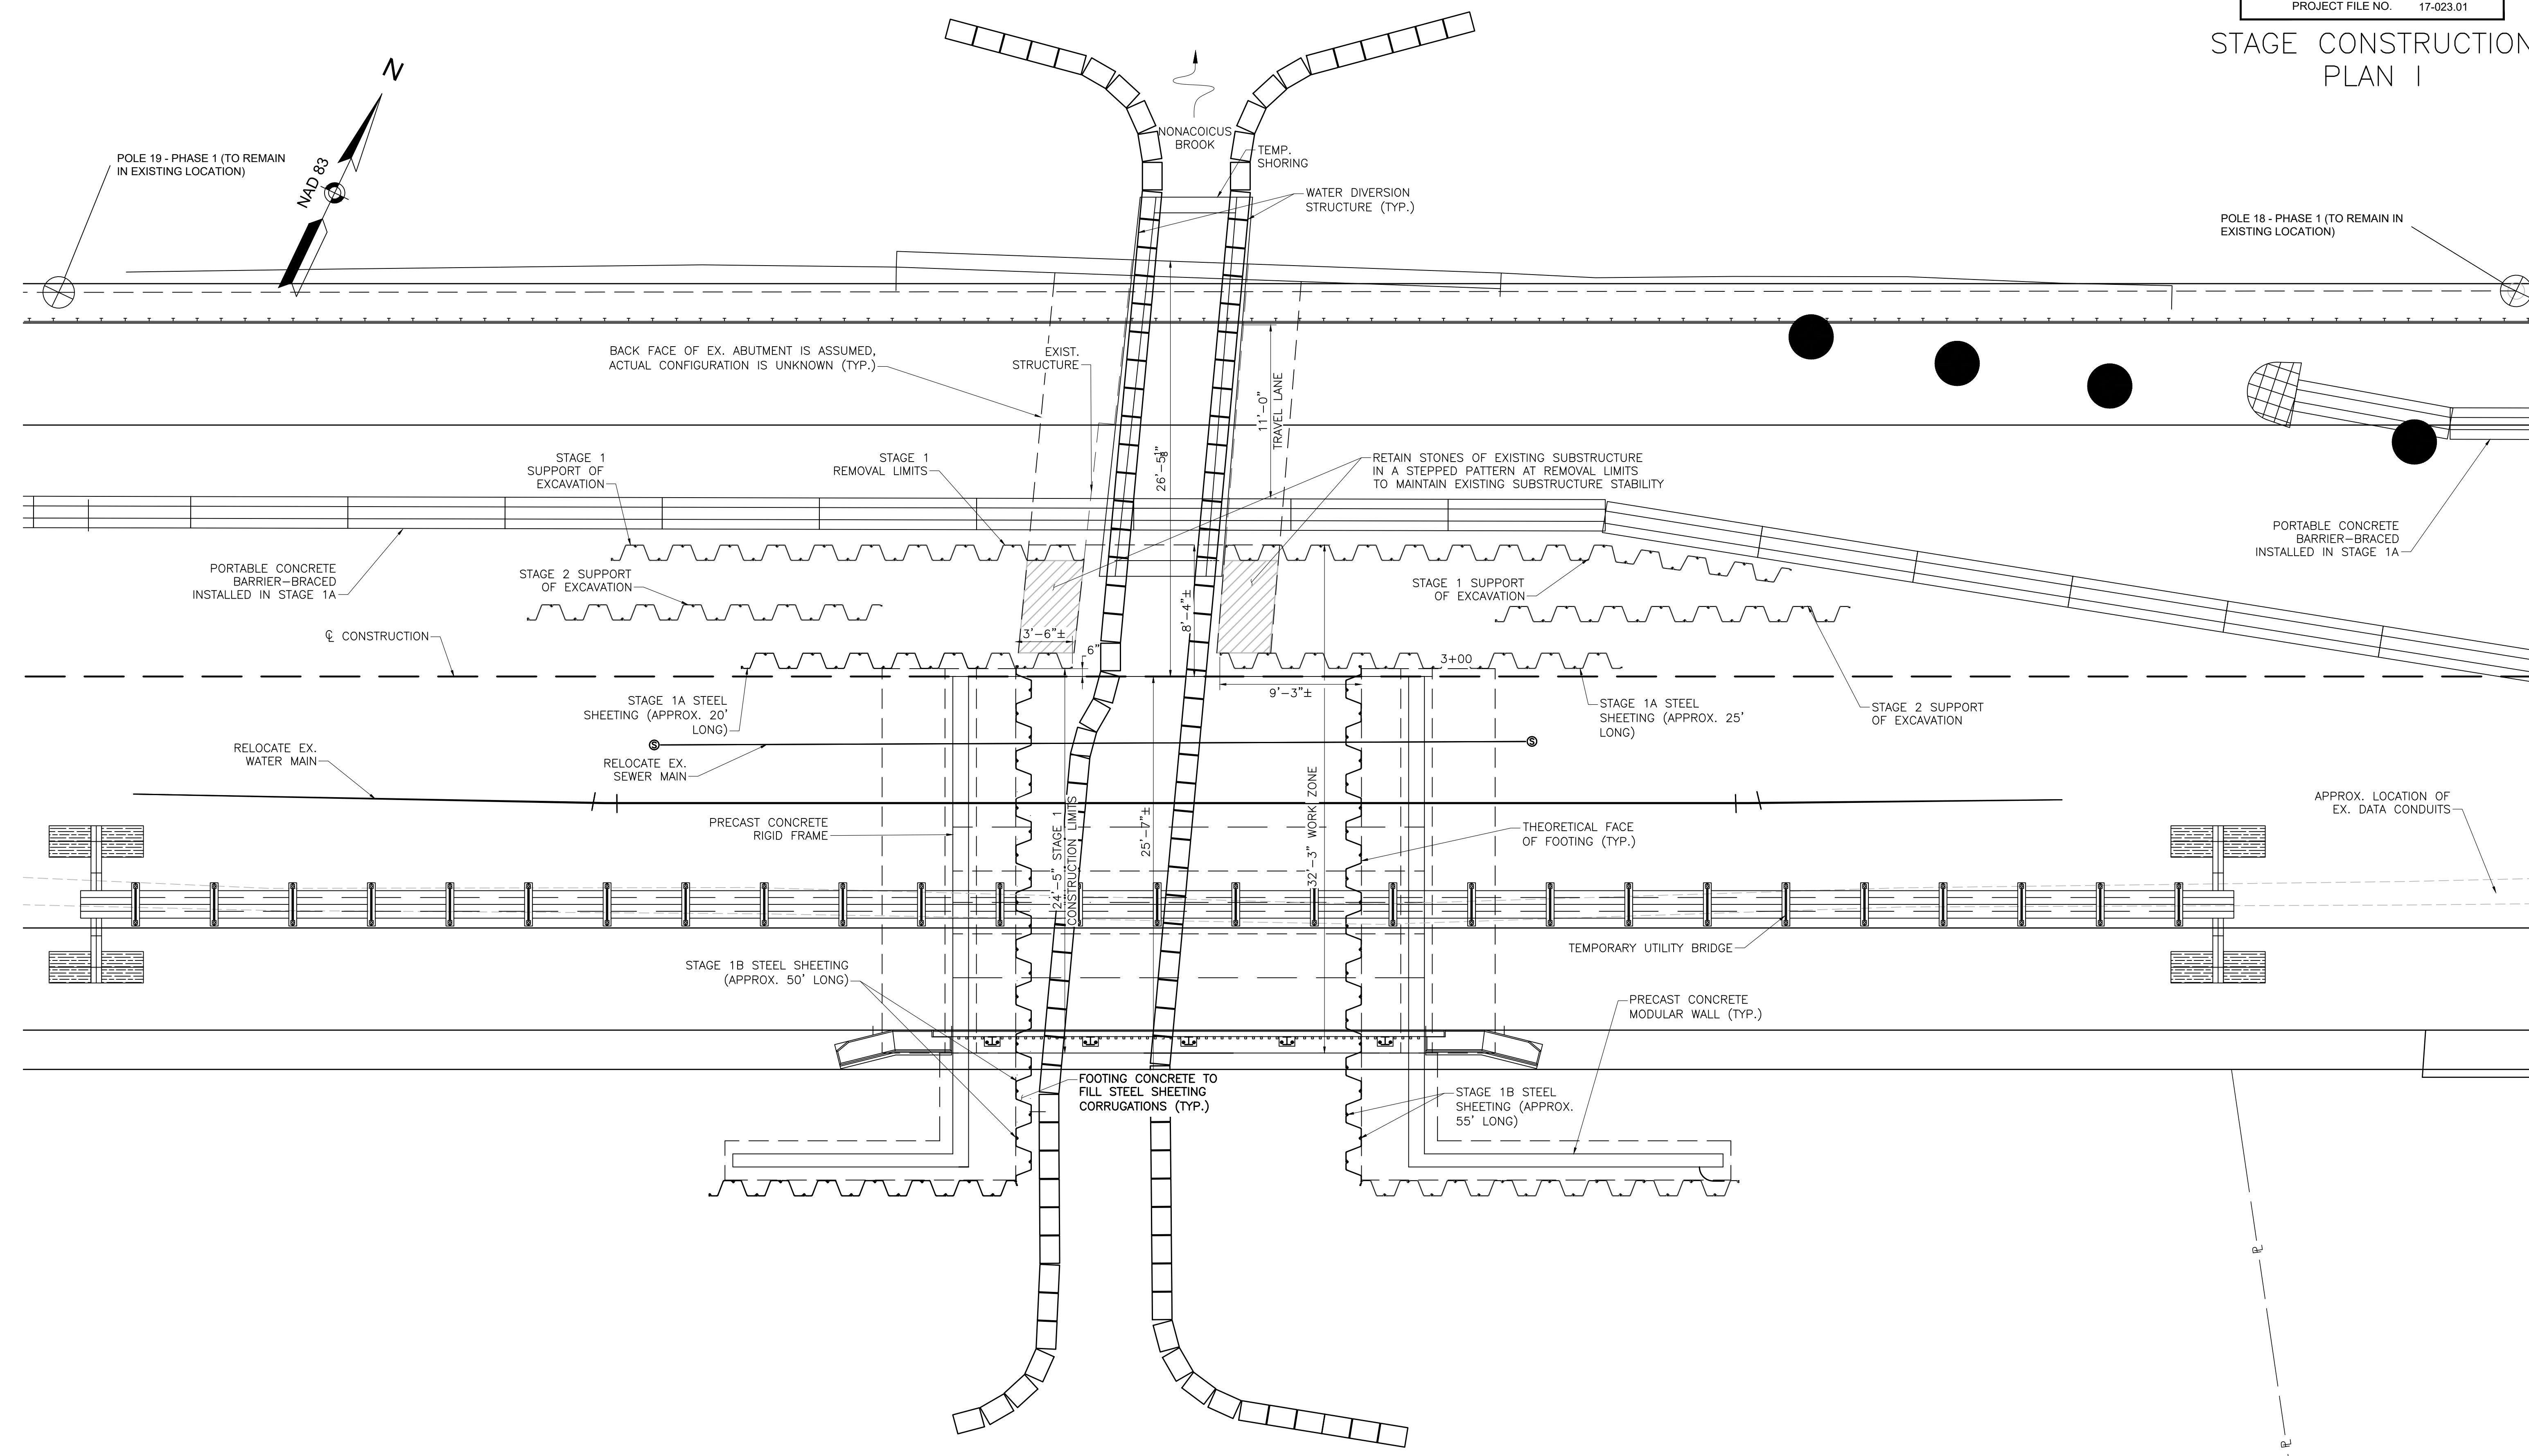 PROJECT FILE NO. 17-023.01
STAGE CONSTRUCTION
PLAN I
N
NAD 83
POLE 19 - PHASE 1 (TO REMAIN
IN EXISTING LOCATION)
NONACOICUS
BROOK
TEMP.
SHORING
WATER DIVERSION
STRUCTURE (TYP.)
POLE 18 - PHASE 1 (TO REMAIN IN
EXISTING LOCATION)
BACK FACE OF EX. ABUTMENT IS ASSUMED,
ACTUAL CONFIGURATION IS UNKNOWN (TYP.)
EXIST.
STRUCTURE
11'-0"
TRAVEL LANE
26'-5⅛"
STAGE 1
SUPPORT OF
EXCAVATION
STAGE 1
REMOVAL LIMITS
RETAIN STONES OF EXISTING SUBSTRUCTURE
IN A STEPPED PATTERN AT REMOVAL LIMITS
TO MAINTAIN EXISTING SUBSTRUCTURE STABILITY
PORTABLE CONCRETE
BARRIER-BRACED
INSTALLED IN STAGE 1A
PORTABLE CONCRETE
BARRIER-BRACED
INSTALLED IN STAGE 1A
STAGE 2 SUPPORT
OF EXCAVATION
STAGE 1 SUPPORT
OF EXCAVATION
8'-4"±
℄ CONSTRUCTION
3'-6"±
6"
3+00
9'-3"±
STAGE 1A STEEL
SHEETING (APPROX. 20'
LONG)
STAGE 1A STEEL
SHEETING (APPROX. 25'
LONG)
STAGE 2 SUPPORT
OF EXCAVATION
S
S
RELOCATE EX.
WATER MAIN
RELOCATE EX.
SEWER MAIN
PRECAST CONCRETE
RIGID FRAME
24'-5" STAGE 1
CONSTRUCTION LIMITS
25'-7"±
32'-3" WORK ZONE
THEORETICAL FACE
OF FOOTING (TYP.)
APPROX. LOCATION OF
EX. DATA CONDUITS
TEMPORARY UTILITY BRIDGE
STAGE 1B STEEL SHEETING
(APPROX. 50' LONG)
PRECAST CONCRETE
MODULAR WALL (TYP.)
FOOTING CONCRETE TO
FILL STEEL SHEETING
CORRUGATIONS (TYP.)
STAGE 1B STEEL
SHEETING (APPROX.
55' LONG)
⅊
⅊